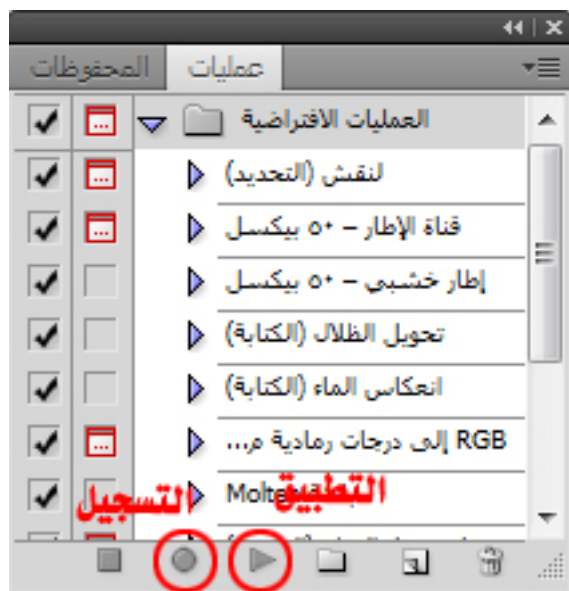 عمليات المحفوظات
العمليات الافتراضية
لنقش (التحديد)
قناة الإطار – ٥٠ بيكسل
إطار خشبي – ٥٠ بيكسل
تحويل الظلال (الكتابة)
انعكاس الماء (الكتابة)
RGB إلى درجات رمادية م...
التطبيق
التسجيل